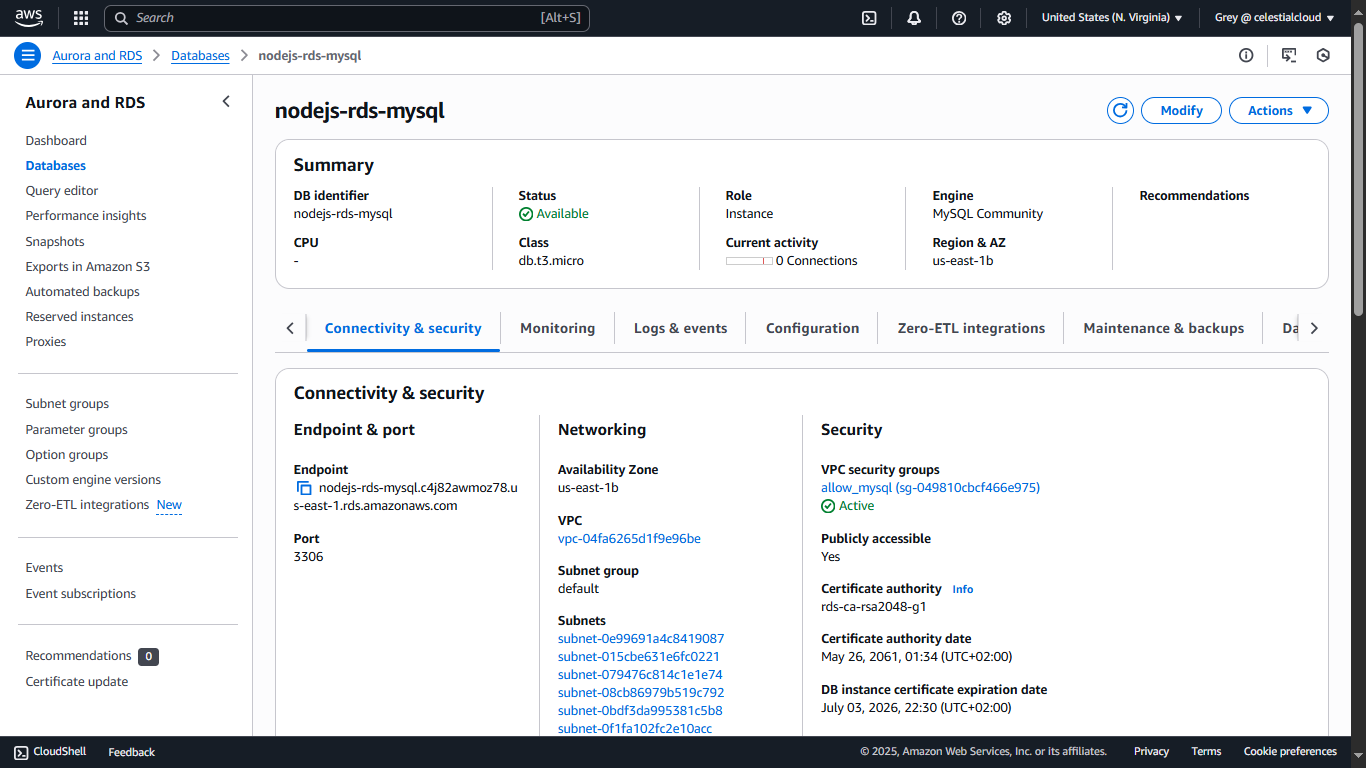 aws
Search [Alt+S]
United States (N. Virginia) ▼
Grey @ celestialcloud ▼
Aurora and RDS > Databases > nodejs-rds-mysql
Aurora and RDS
Dashboard
Databases
Query editor
Performance insights
Snapshots
Exports in Amazon S3
Automated backups
Reserved instances
Proxies
Subnet groups
Parameter groups
Option groups
Custom engine versions
Zero-ETL integrations New
Events
Event subscriptions
Recommendations 0
Certificate update
nodejs-rds-mysql
Modify
Actions ▼
Summary
DB identifier
nodejs-rds-mysql
CPU
-
Status
Available
Class
db.t3.micro
Role
Instance
Current activity
0 Connections
Engine
MySQL Community
Region & AZ
us-east-1b
Recommendations
Connectivity & security
Monitoring
Logs & events
Configuration
Zero-ETL integrations
Maintenance & backups
Da
Connectivity & security
Endpoint & port
Endpoint
nodejs-rds-mysql.c4j82awmoz78.u
s-east-1.rds.amazonaws.com
Port
3306
Networking
Availability Zone
us-east-1b
VPC
vpc-04fa6265d1f9e96be
Subnet group
default
Subnets
subnet-0e99691a4c8419087
subnet-015cbe631e6fc0221
subnet-079476c814c1e1e74
subnet-08cb86979b519c792
subnet-0bdf3da995381c5b8
subnet-0f1fa102fc2e10acc
Security
VPC security groups
allow_mysql (sg-049810cbcf466e975)
Active
Publicly accessible
Yes
Certificate authority Info
rds-ca-rsa2048-g1
Certificate authority date
May 26, 2061, 01:34 (UTC+02:00)
DB instance certificate expiration date
July 03, 2026, 22:30 (UTC+02:00)
CloudShell
Feedback
© 2025, Amazon Web Services, Inc. or its affiliates.
Privacy
Terms
Cookie preferences